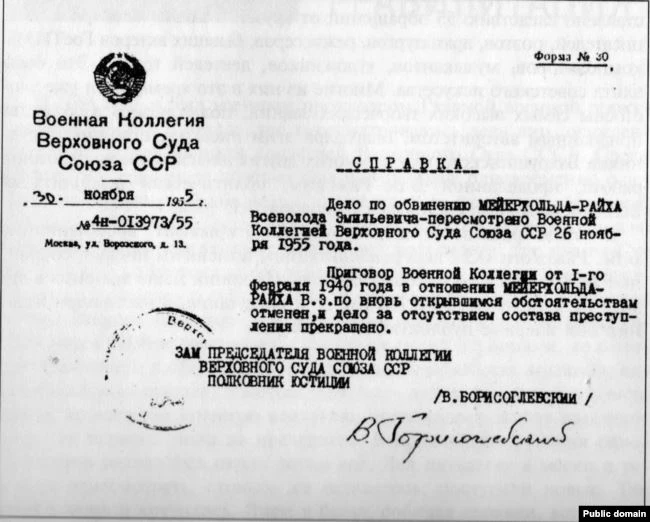 Форма № 30
Военная Коллегия
Верховного Суда
Союза ССР
30 ноября 1955 г.
№ 4н-013973/55
Москва, ул. Воровского, д. 13.
СПРАВКА
Дело по обвинению МЕЙЕРХОЛЬДА-РАЙХА
Всеволода Эмильевича-пересмотрено Военной
Коллегией Верховного Суда Союза ССР 26 нояб-
ря 1955 года.
Приговор Военной Коллегии от I-го
февраля 1940 года в отношении МЕЙЕРХОЛЬДА-
РАЙХА В.Э.по вновь открывшимся обстоятельствам
отменен,и дело за отсутствием состава преступ-
ления прекращено.
ЗАМ ПРЕДСЕДАТЕЛЯ ВОЕННОЙ КОЛЛЕГИИ
ВЕРХОВНОГО СУДА СОЮЗА ССР
ПОЛКОВНИК ЮСТИЦИИ
/В.БОРИСОГЛЕБСКИЙ/
В. Борисоглебский
Public domain